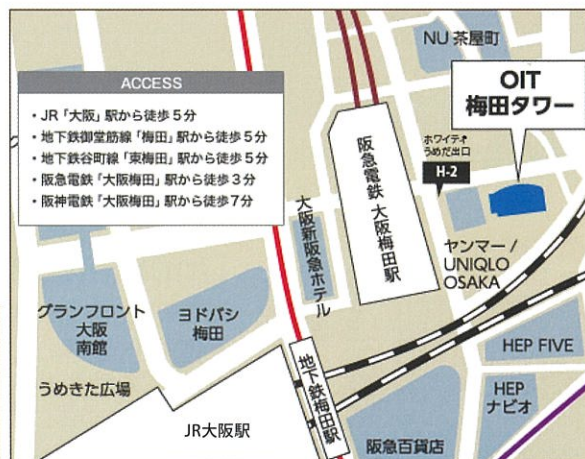 NU 茶屋町
ACCESS
・JR「大阪」駅から徒歩5分
・地下鉄御堂筋線「梅田」駅から徒歩5分
・地下鉄谷町線「東梅田」駅から徒歩5分
・阪急電鉄「大阪梅田」駅から徒歩3分
・阪神電鉄「大阪梅田」駅から徒歩7分
OIT
梅田タワー
ホワイティ
うめだ出口
H-2
阪急電鉄 大阪梅田駅
大阪新阪急ホテル
ヤンマー /
UNIQLO
OSAKA
グランフロント
大阪
南館
ヨドバシ
梅田
うめきた広場
地下鉄梅田駅
HEP FIVE
HEP
ナビオ
JR大阪駅
阪急百貨店